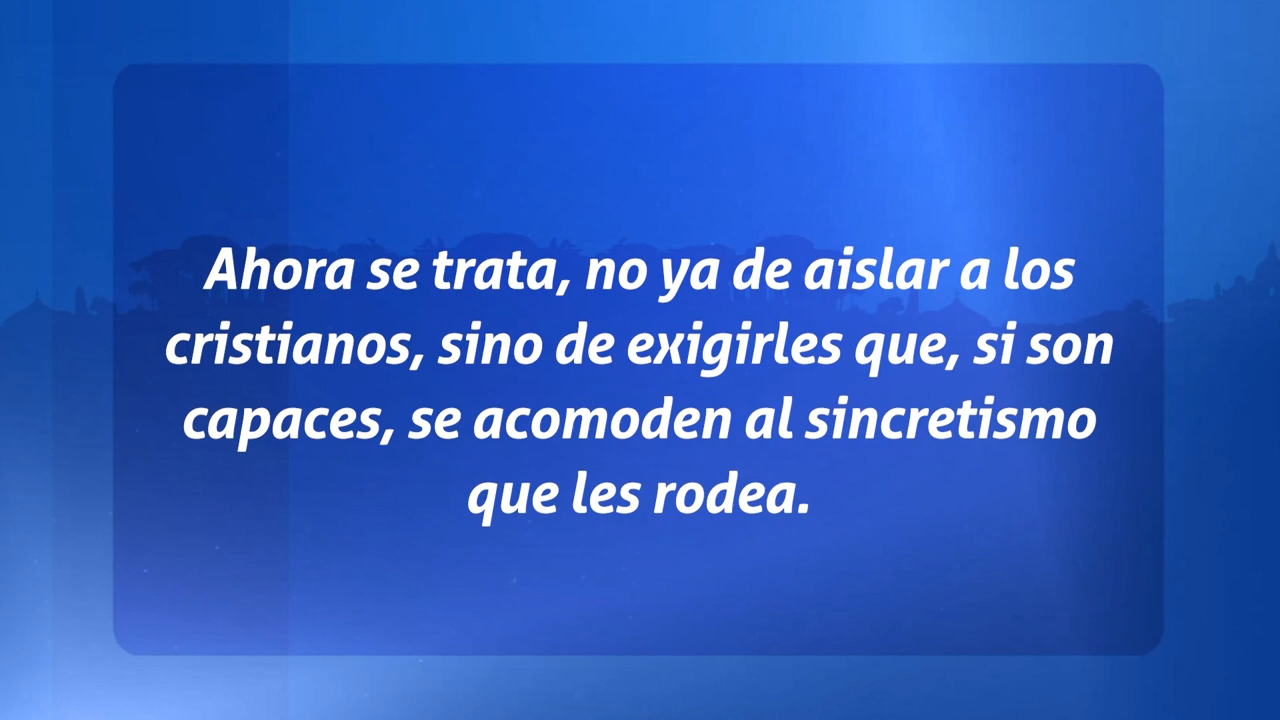 Ahora se trata, no ya de aislar a los
cristianos, sino de exigirles que, si son
capaces, se acomoden al sincretismo
que les rodea.